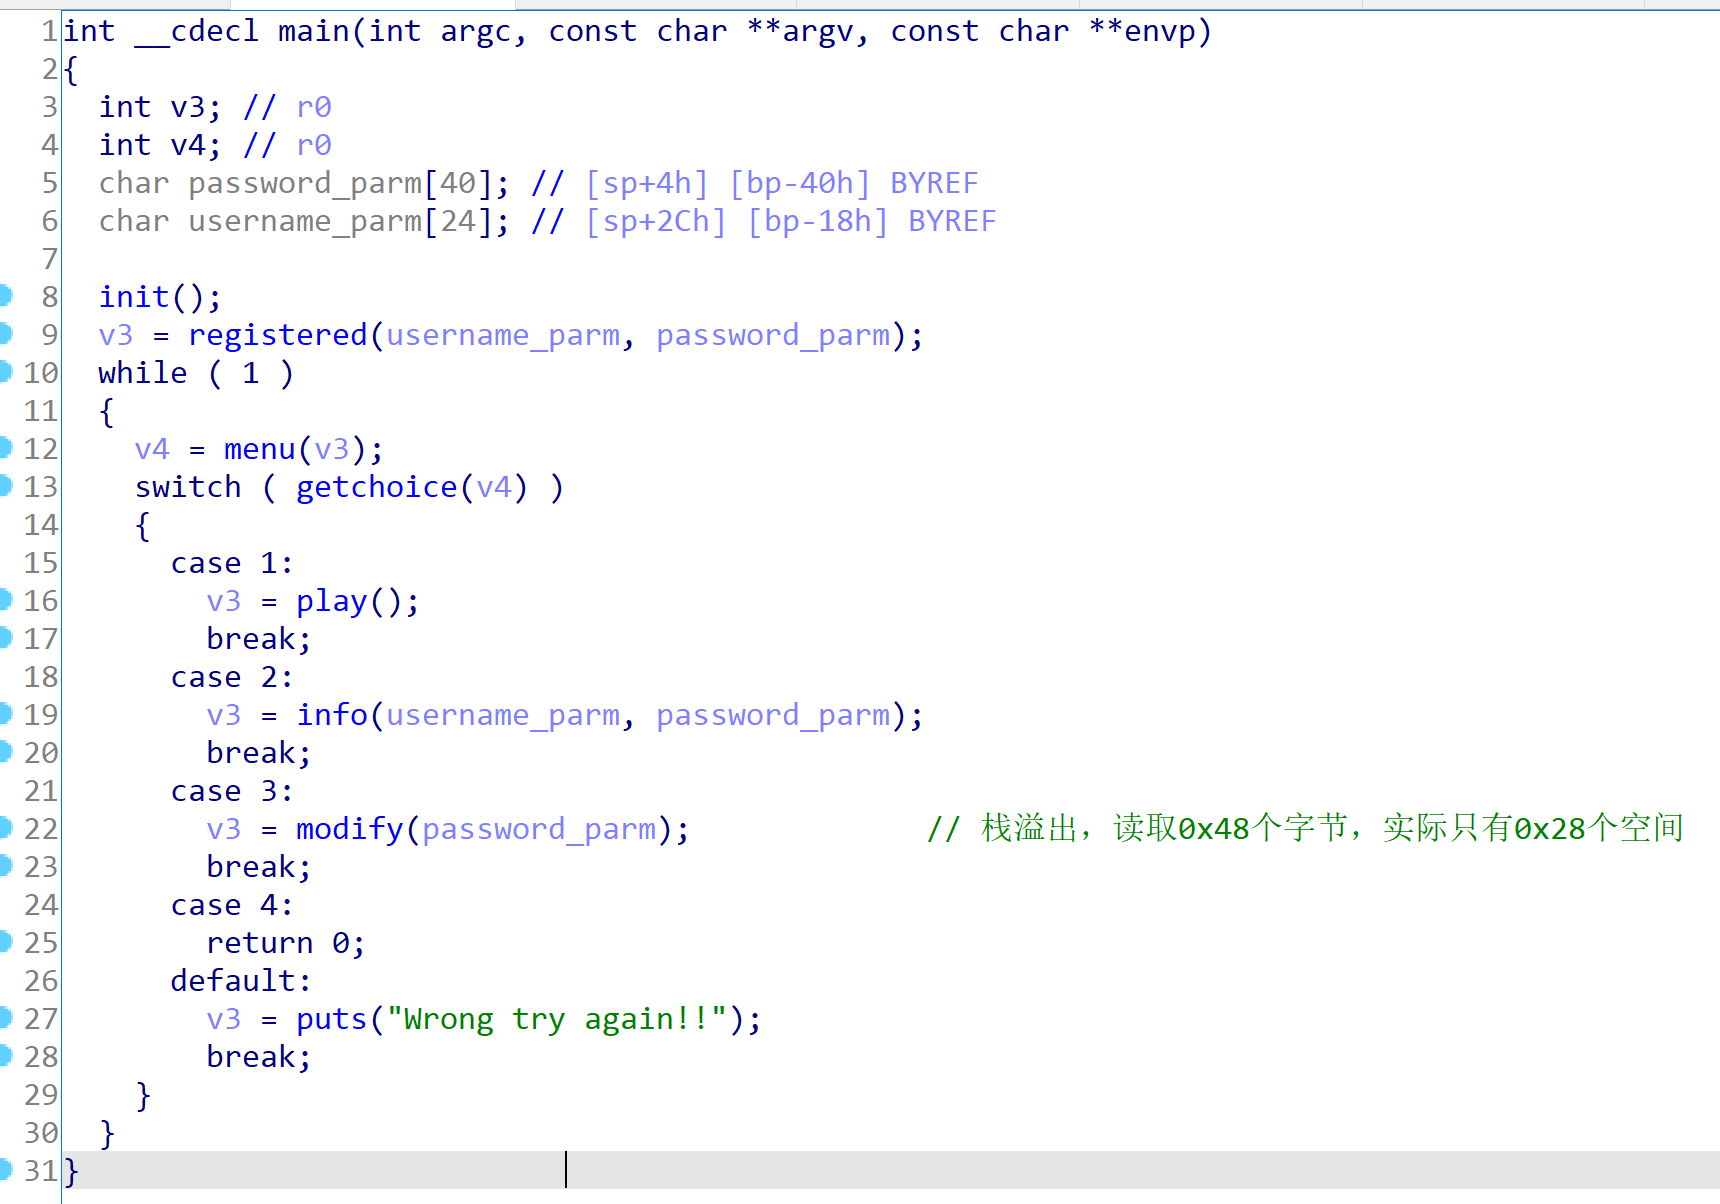 1 int __cdecl main(int argc, const char **argv, const char **envp)
2 {
3   int v3; // r0
4   int v4; // r0
5   char password_parm[40]; // [sp+4h] [bp-40h] BYREF
6   char username_parm[24]; // [sp+2Ch] [bp-18h] BYREF
7
8   init();
9   v3 = registered(username_parm, password_parm);
10   while ( 1 )
11   {
12     v4 = menu(v3);
13     switch ( getchoice(v4) )
14     {
15       case 1:
16         v3 = play();
17         break;
18       case 2:
19         v3 = info(username_parm, password_parm);
20         break;
21       case 3:
22         v3 = modify(password_parm);             // 栈溢出，读取0x48个字节，实际只有0x28个空间
23         break;
24       case 4:
25         return 0;
26       default:
27         v3 = puts("Wrong try again!!");
28         break;
29     }
30   }
31 }